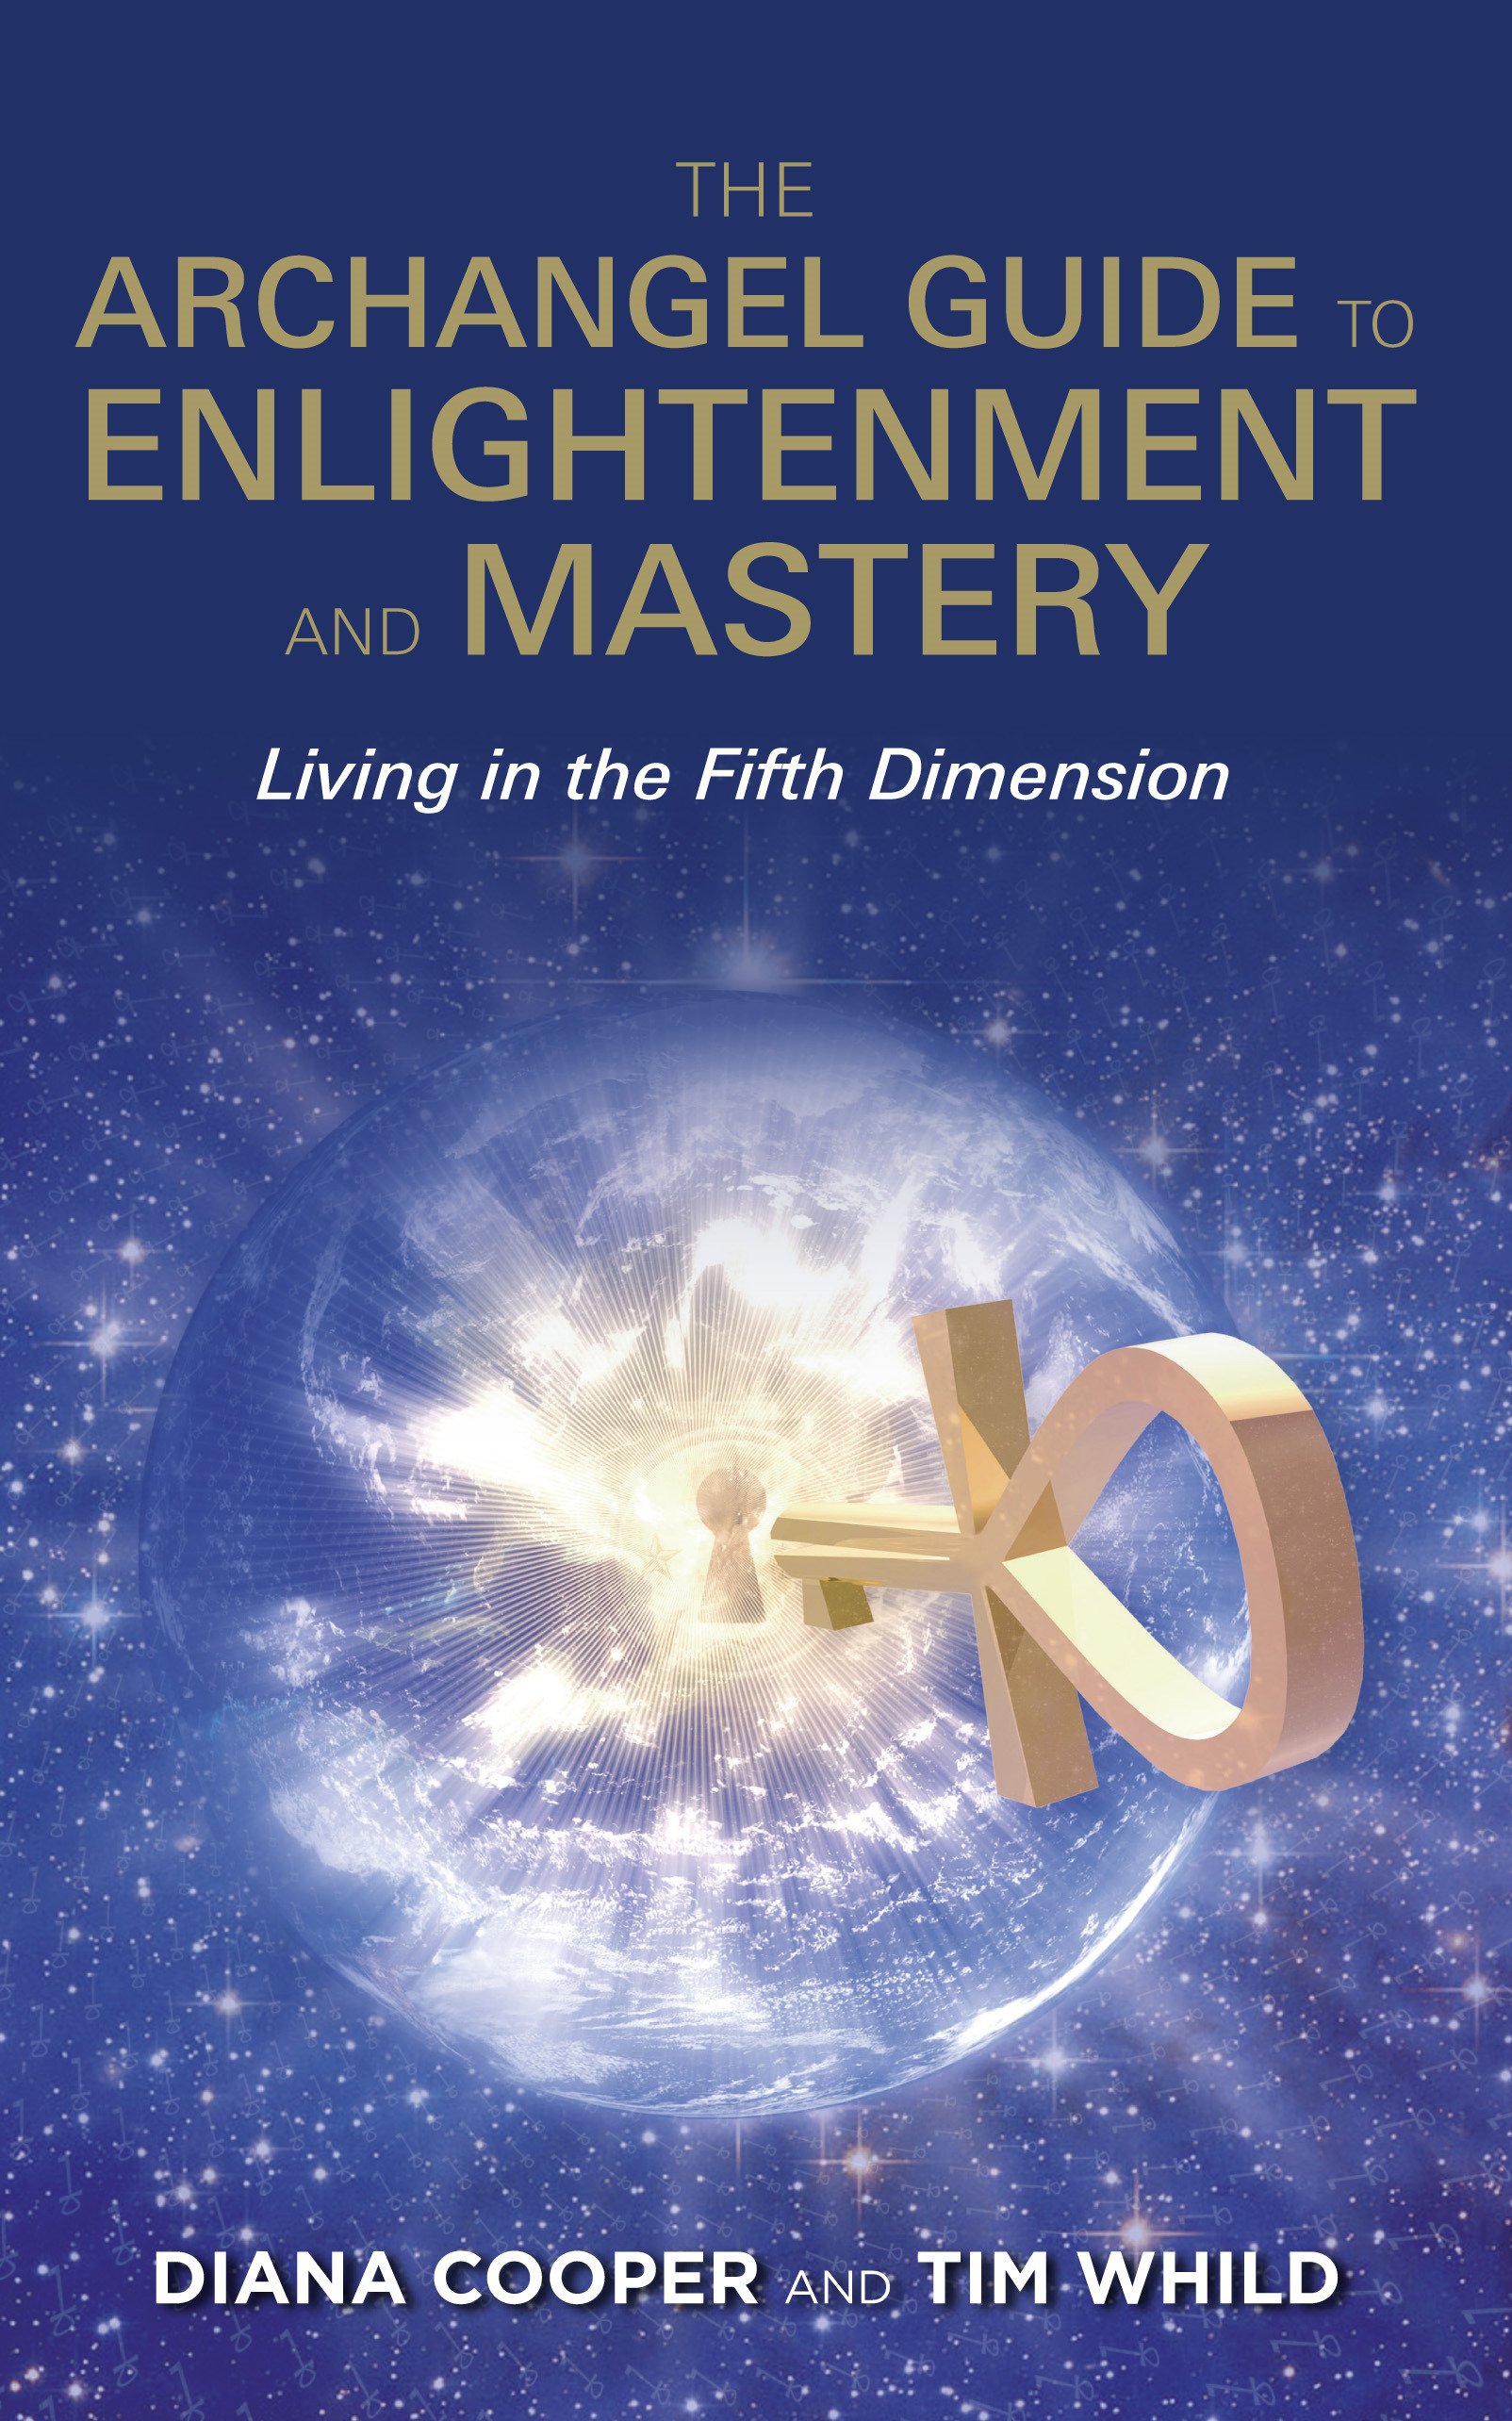 THE
ARCHANGEL GUIDE TO
ENLIGHTENMENT
AND MASTERY
Living in the Fifth Dimension
DIANA COOPER AND TIM WHILD